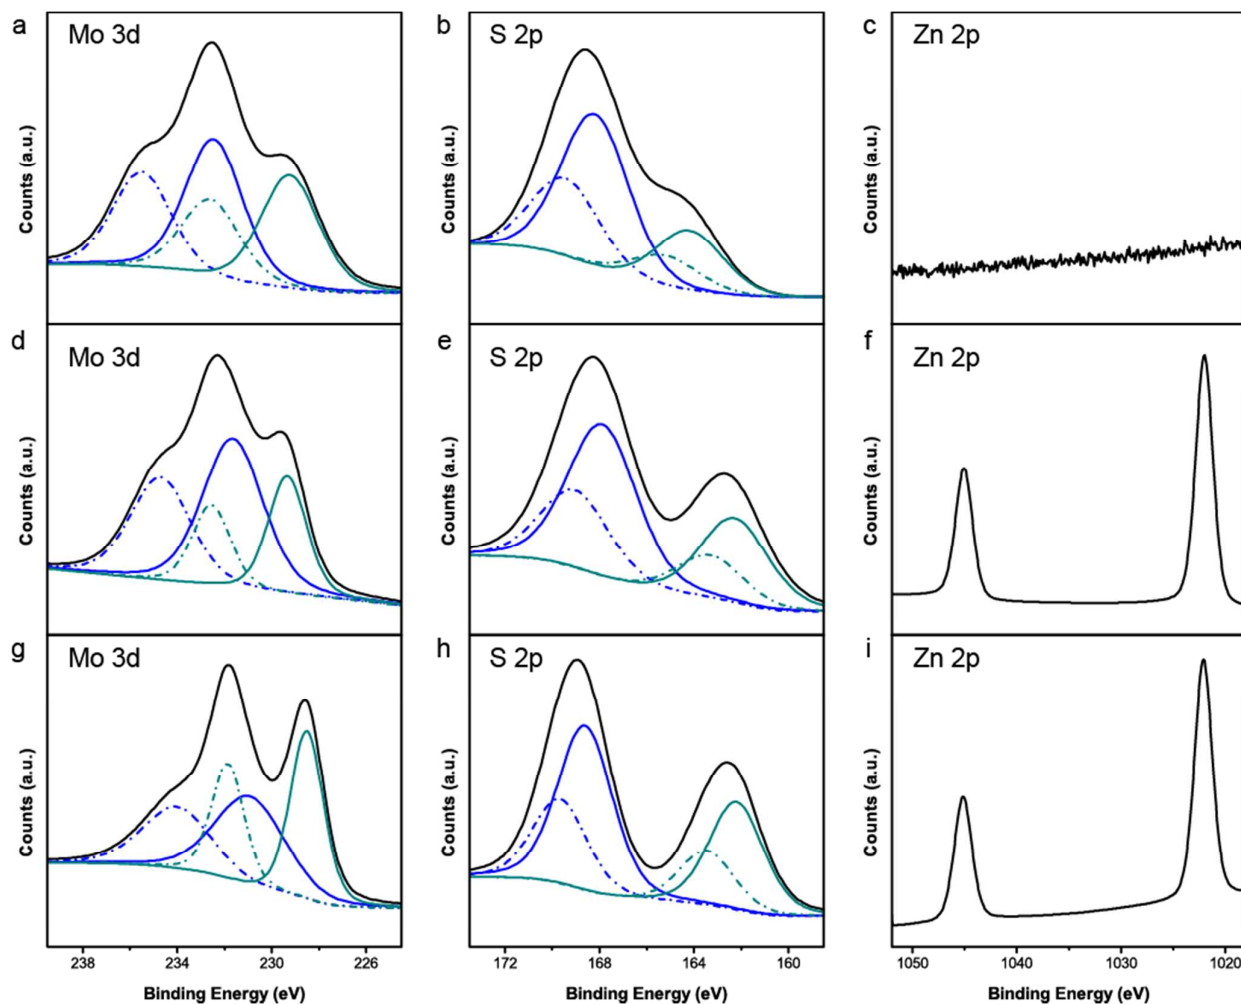 a Mo 3d
Counts (a.u.)
b S 2p
Counts (a.u.)
c Zn 2p
Counts (a.u.)
d Mo 3d
Counts (a.u.)
e S 2p
Counts (a.u.)
f Zn 2p
Counts (a.u.)
g Mo 3d
Counts (a.u.)
h S 2p
Counts (a.u.)
i Zn 2p
Counts (a.u.)
238 234 230 226
172 168 164 160
1050 1040 1030 1020
Binding Energy (eV)
Binding Energy (eV)
Binding Energy (eV)